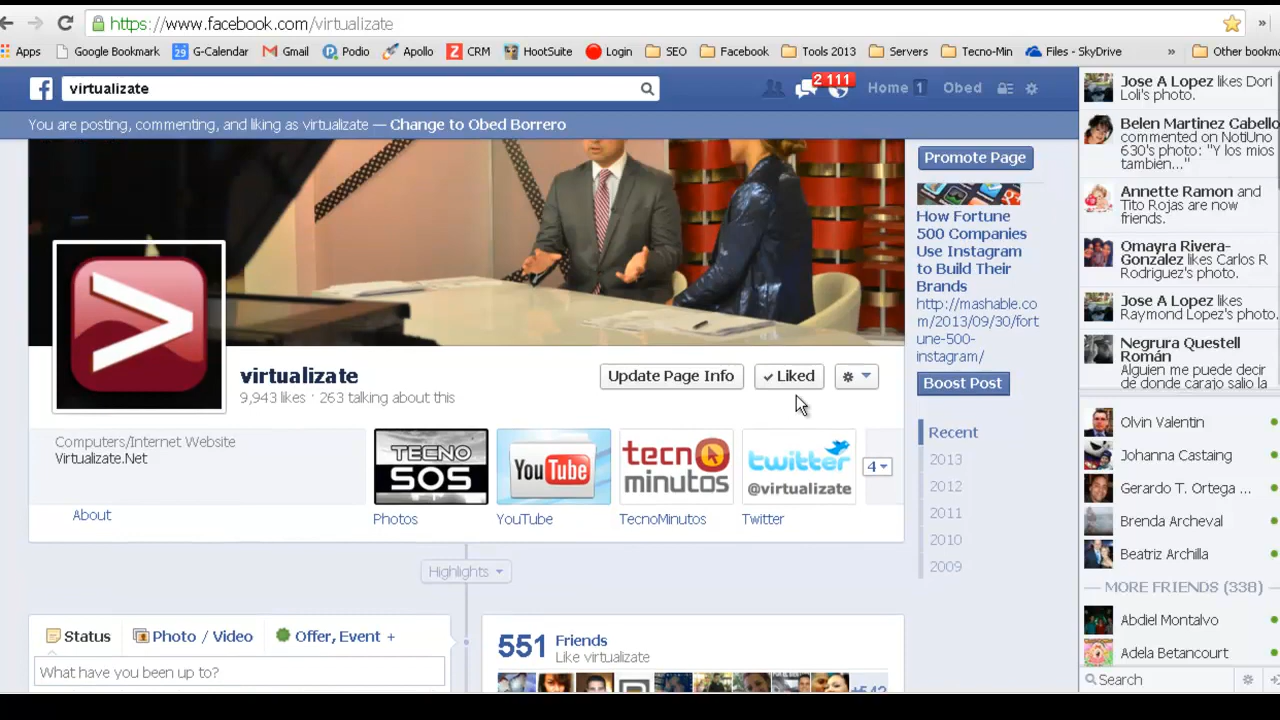 https://www.facebook.com/virtualizate
Apps
Google Bookmark
29
G-Calendar
Gmail
Podio
Apollo
CRM
HootSuite
Login
SEO
Facebook
Tools 2013
Servers
Tecno-Min
Files - SkyDrive
»
Other bookma
virtualizate
2 111
Home 1
Obed
You are posting, commenting, and liking as virtualizate — Change to Obed Borrero
virtualizate
9,943 likes · 263 talking about this
Update Page Info
✓ Liked
Computers/Internet Website
Virtualizate.Net
About
TECNO
SOS
Photos
YouTube
YouTube
tecno
minutos
TecnoMinutos
twitter
@virtualizate
Twitter
4
Highlights
Status
Photo / Video
Offer, Event +
What have you been up to?
551 Friends
Like virtualizate
+542
Promote Page
How Fortune
500 Companies
Use Instagram
to Build Their
Brands
http://mashable.co
m/2013/09/30/fort
une-500-
instagram/
Boost Post
Recent
2013
2012
2011
2010
2009
Jose A Lopez likes Dori
Loli's photo.
Belen Martinez Cabello
commented on NotiUno
630's photo: "Y los mios
tambien..."
Annette Ramon and
Tito Rojas are now
friends.
Omayra Rivera-
Gonzalez likes Carlos R
Rodriguez's photo.
Jose A Lopez likes
Raymond Lopez's photo.
Negrura Questell
Román
Alguien me puede decir
de donde carajo salio la
Olvin Valentin
Johanna Castaing
Gerardo T. Ortega ...
Brenda Archeval
Beatriz Archilla
MORE FRIENDS (338)
Abdiel Montalvo
Adela Betancourt
Search